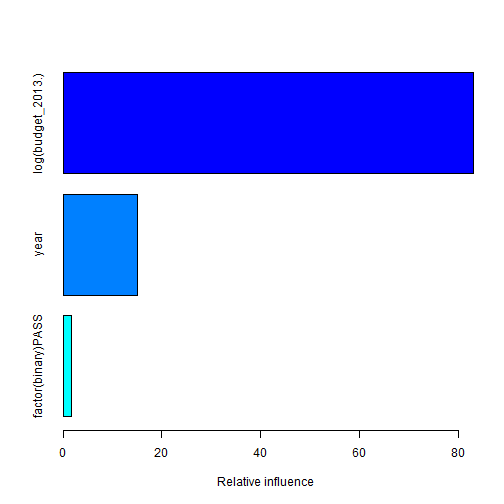 log(budget_2013.)
year
factor(binary)PASS
0 20 40 60 80
Relative influence